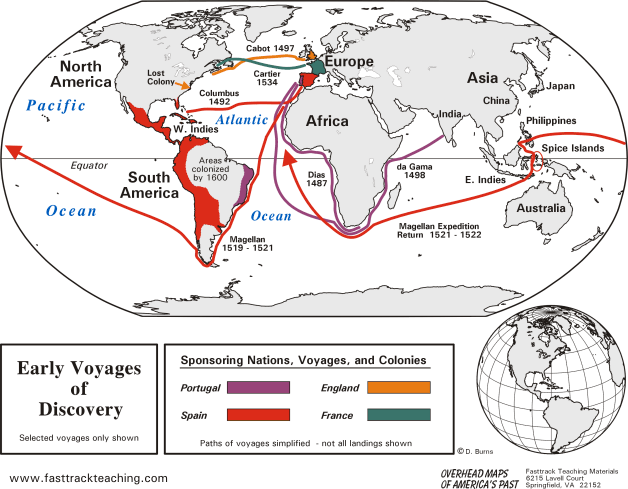 Cabot 1497
North
America
Europe
Lost
Colony
Cartier
1534
Asia
Japan
Pacific
Columbus
1492
China
Atlantic
India
Philippines
W. Indies
Africa
Spice Islands
Equator
Areas
colonized
by 1600
da Gama
1498
South
America
Dias
1487
E. Indies
Ocean
Ocean
Australia
Magellan
1519 - 1521
Magellan Expedition
Return 1521 - 1522
Early Voyages
of
Discovery
Selected voyages only shown
Sponsoring Nations, Voyages, and Colonies
Portugal
England
Spain
France
Paths of voyages simplified - not all landings shown
© D. Burns
www.fasttrackteaching.com
OVERHEAD MAPS
OF AMERICA'S PAST
Fasttrack Teaching Materials
6215 Lavell Court
Springfield, VA 22152